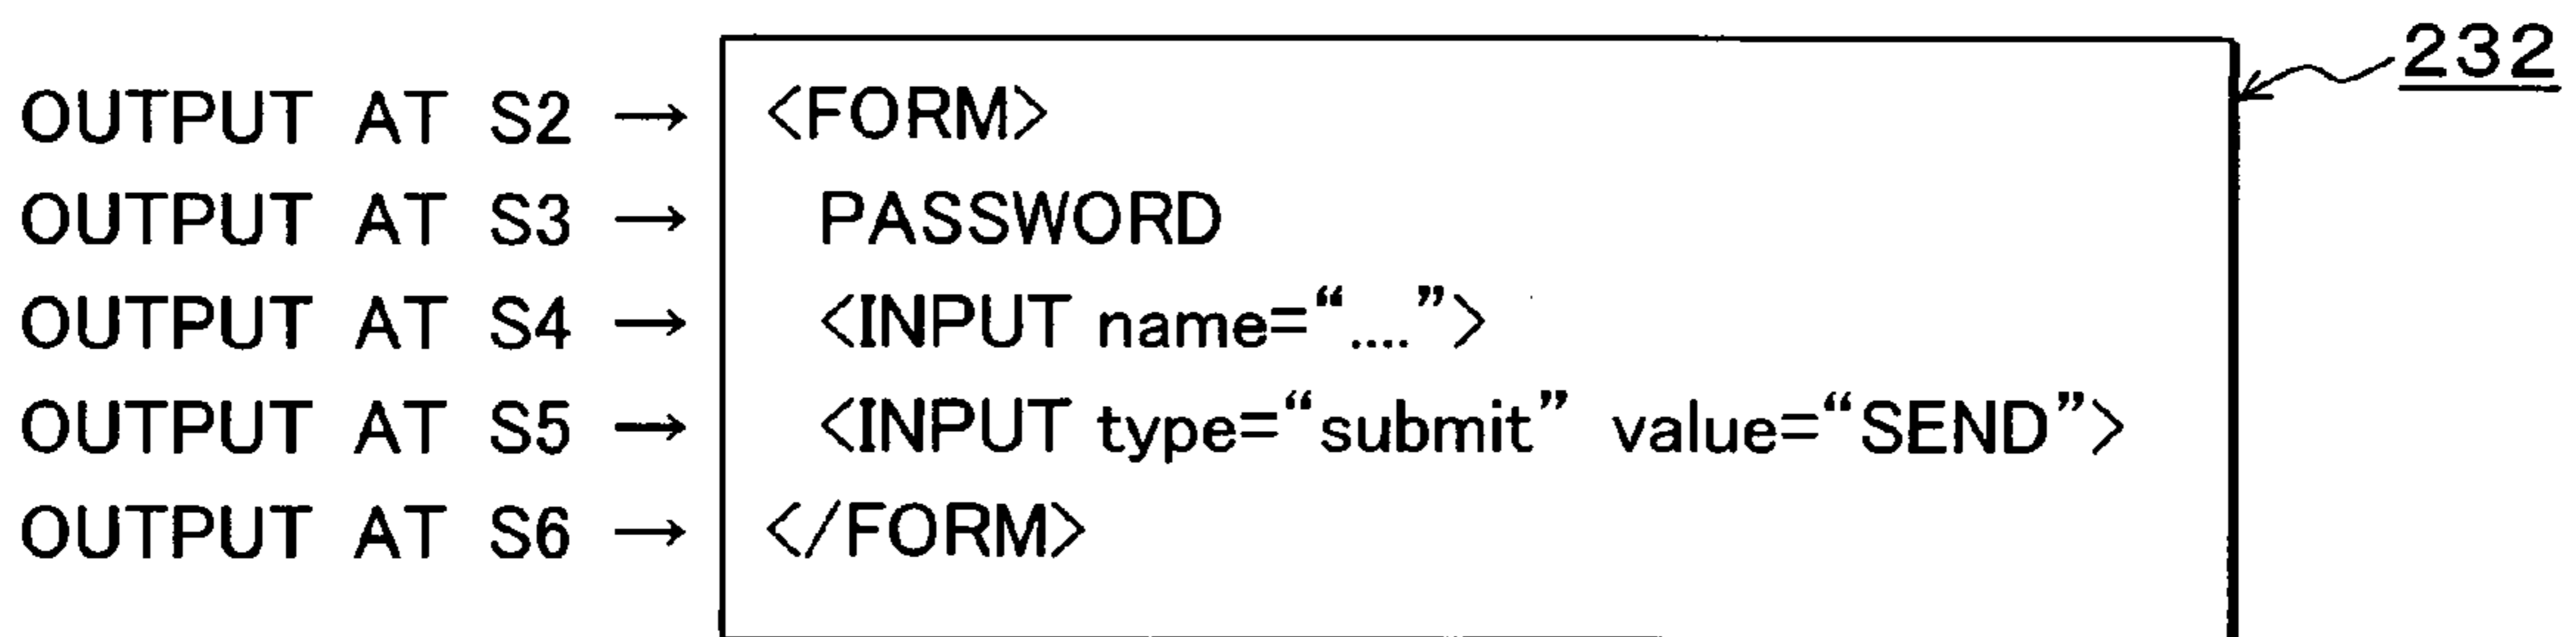 232
OUTPUT AT S2 → <FORM>
OUTPUT AT S3 → PASSWORD
OUTPUT AT S4 → <INPUT name=“....”>
OUTPUT AT S5 → <INPUT type=“submit” value=“SEND”>
OUTPUT AT S6 → </FORM>